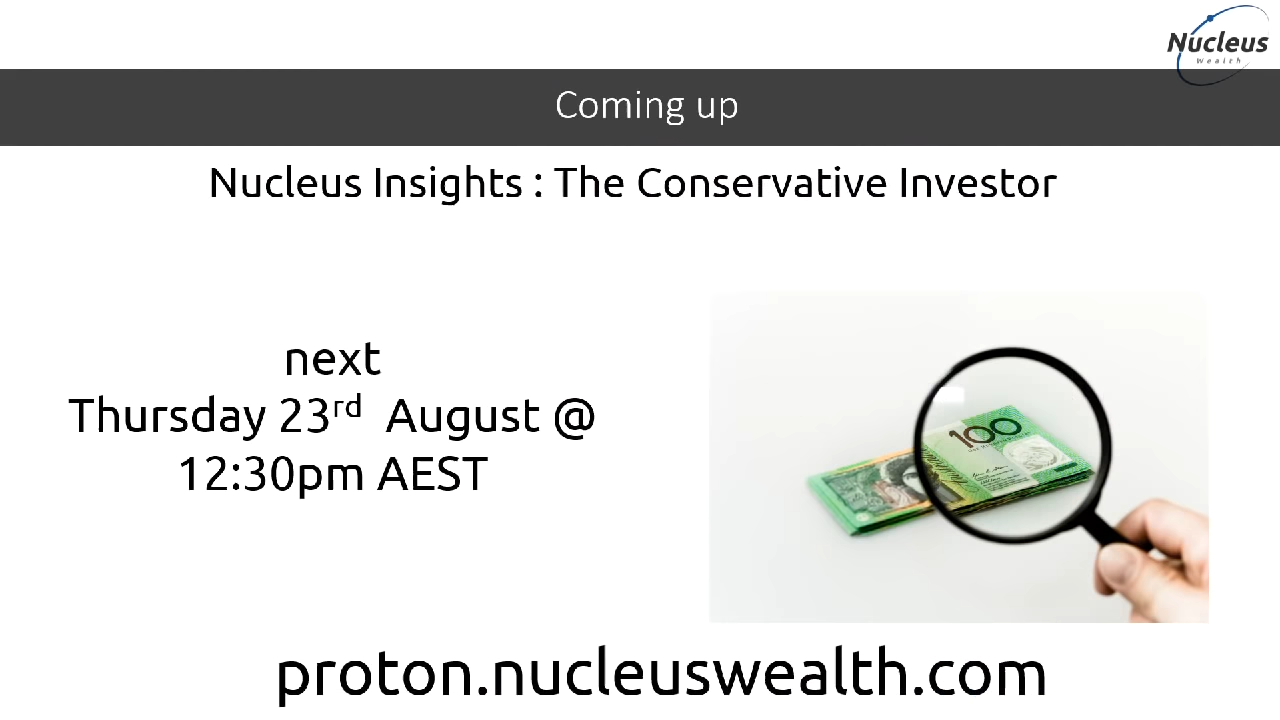 Nucleus
Wealth
Coming up
Nucleus Insights : The Conservative Investor
next
Thursday 23rd August @
12:30pm AEST
100
proton.nucleuswealth.com